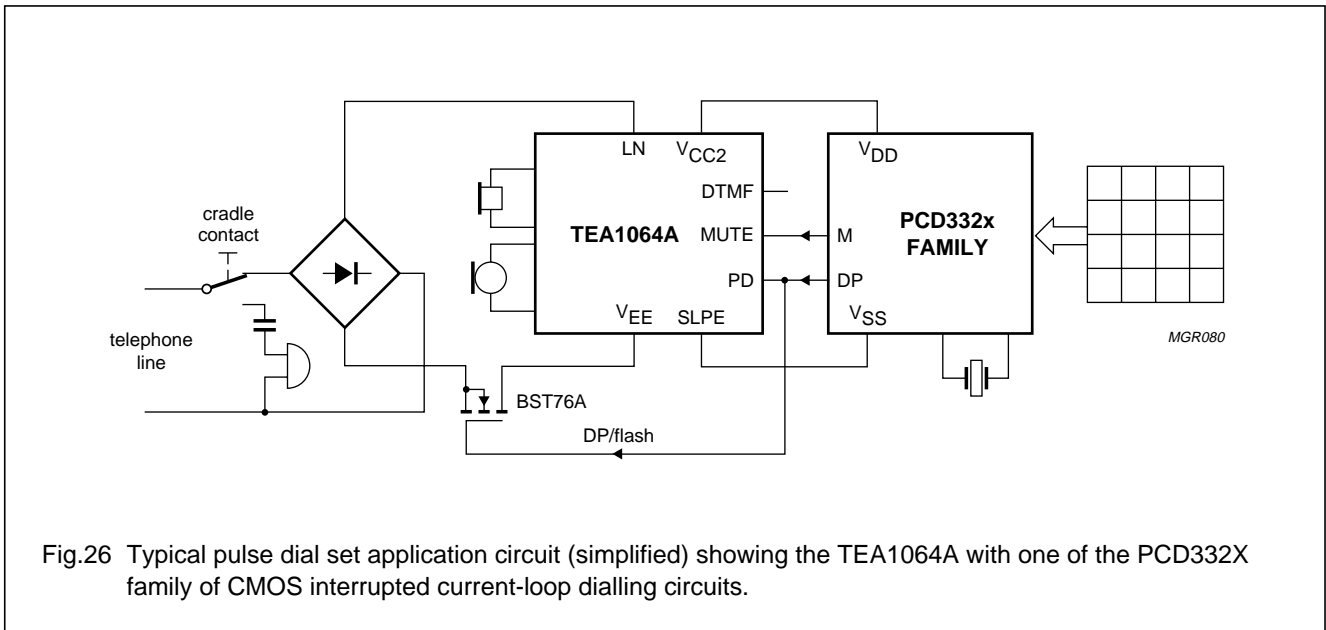 LN
VCC2
VDD
DTMF
cradle
contact
TEA1064A
MUTE
M
PCD332x
FAMILY
PD
DP
VEE
SLPE
VSS
MGR080
telephone
line
BST76A
DP/flash
Fig.26 Typical pulse dial set application circuit (simplified) showing the TEA1064A with one of the PCD332X
family of CMOS interrupted current-loop dialling circuits.